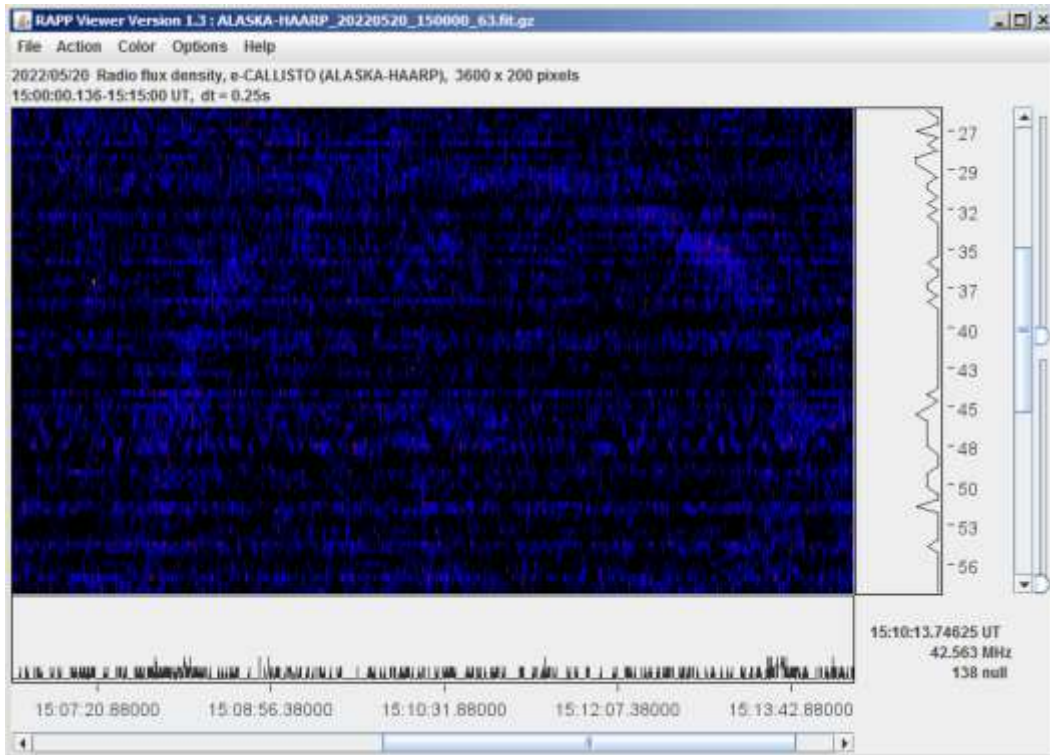 RAPP Viewer Version 1.3 : ALASKA-HAARP_20220520_150000_63.fit.gz
File Action Color Options Help
2022/05/20 Radio flux density, e-CALLISTO (ALASKA-HAARP), 3600 x 200 pixels
15:00:00.136-15:15:00 UT, dt = 0.25s
27
29
32
35
37
40
43
45
48
50
53
56
15:10:13.74625 UT
42.563 MHz
138 null
15:07:20.88000 15:08:56.38000 15:10:31.88000 15:12:07.38000 15:13:42.88000